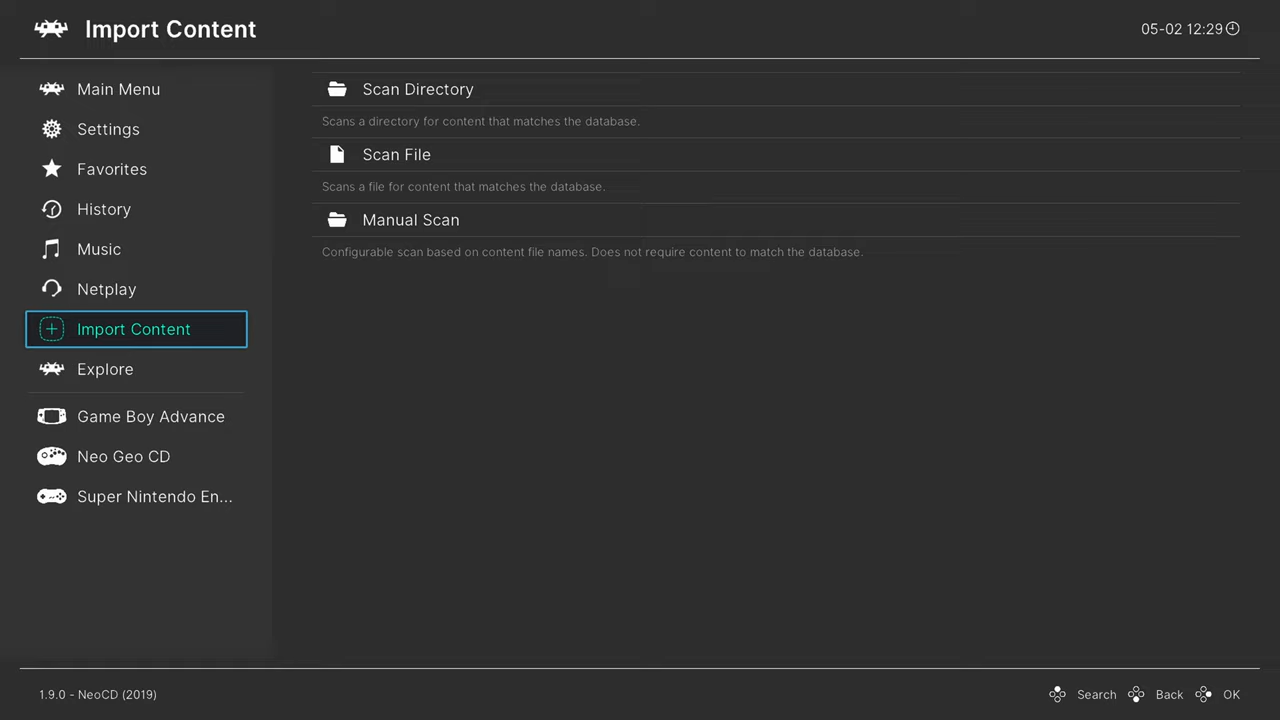 Import Content
05-02 12:29
Main Menu
Settings
Favorites
History
Music
Netplay
Import Content
Explore
Game Boy Advance
Neo Geo CD
Super Nintendo En...
Scan Directory
Scans a directory for content that matches the database.
Scan File
Scans a file for content that matches the database.
Manual Scan
Configurable scan based on content file names. Does not require content to match the database.
1.9.0 - NeoCD (2019)
Search Back OK